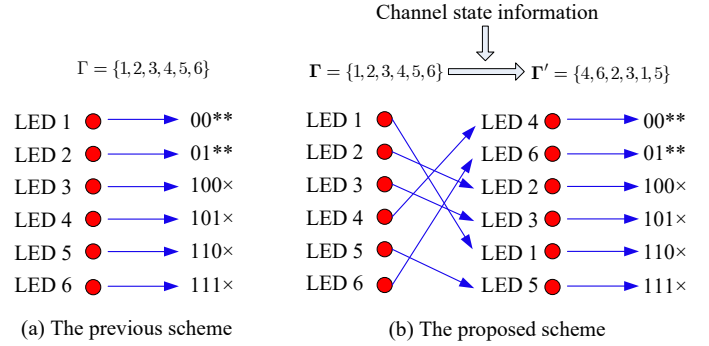 Channel state information
Γ = {1,2,3,4,5,6}
Γ = {1,2,3,4,5,6}
Γ′ = {4,6,2,3,1,5}
LED 1 00**
LED 2 01**
LED 3 100×
LED 4 101×
LED 5 110×
LED 6 111×
(a) The previous scheme
LED 1 LED 4 00**
LED 2 LED 6 01**
LED 3 LED 2 100×
LED 4 LED 3 101×
LED 5 LED 1 110×
LED 6 LED 5 111×
(b) The proposed scheme